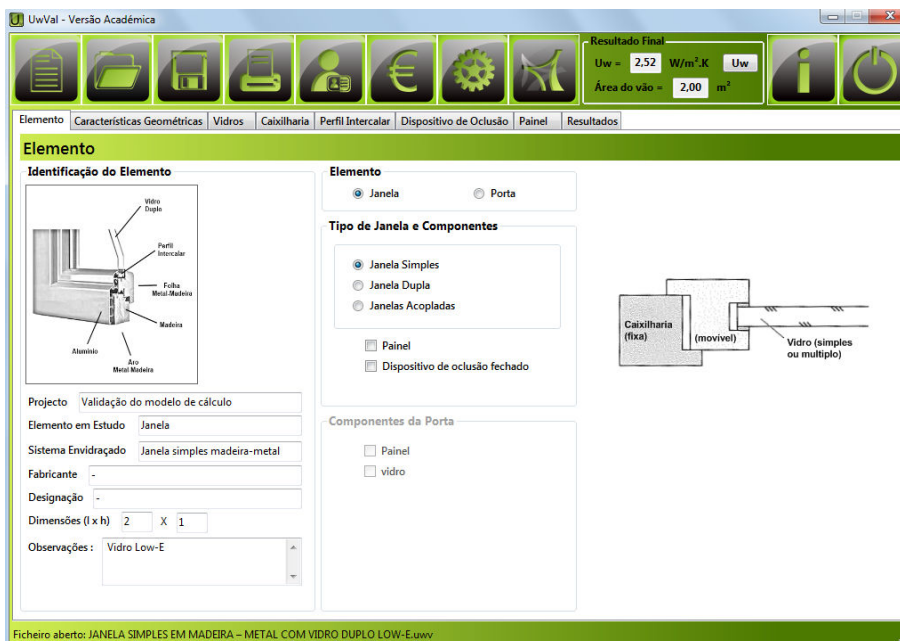 UwVal - Versão Académica
Resultado Final
Uw = 2,52 W/m².K Uw
Área do vão = 2,00 m²
Elemento Características Geométricas Vidros Caixilharia Perfil Intercalar Dispositivo de Oclusão Painel Resultados
Elemento
Identificação do Elemento
Vidro
Duplo
Perfil
Intercalar
Folha
Metal-Madeira
Madeira
Alumínio
Aro
Metal Madeira
Projecto Validação do modelo de cálculo
Elemento em Estudo Janela
Sistema Envidraçado Janela simples madeira-metal
Fabricante -
Designação -
Dimensões (l x h) 2 X 1
Observações : Vidro Low-E
Elemento
Janela Porta
Tipo de Janela e Componentes
Janela Simples
Janela Dupla
Janelas Acopladas
Painel
Dispositivo de oclusão fechado
Componentes da Porta
Painel
vidro
Caixilharia
(fixa)
(movível)
Vidro (simples
ou multiplo)
Ficheiro aberto: JANELA SIMPLES EM MADEIRA – METAL COM VIDRO DUPLO LOW-E.uwv